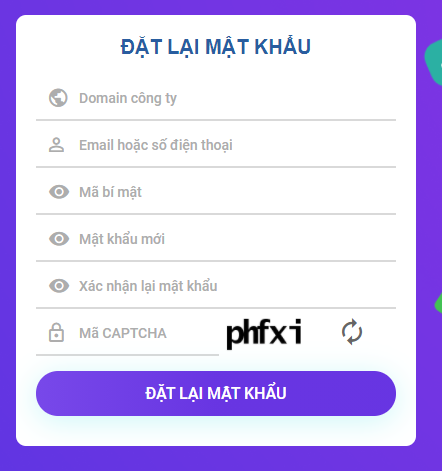 ĐẶT LẠI MẬT KHẨU
Domain công ty
Email hoặc số điện thoại
Mã bí mật
Mật khẩu mới
Xác nhận lại mật khẩu
Mã CAPTCHA phfxi
ĐẶT LẠI MẬT KHẨU